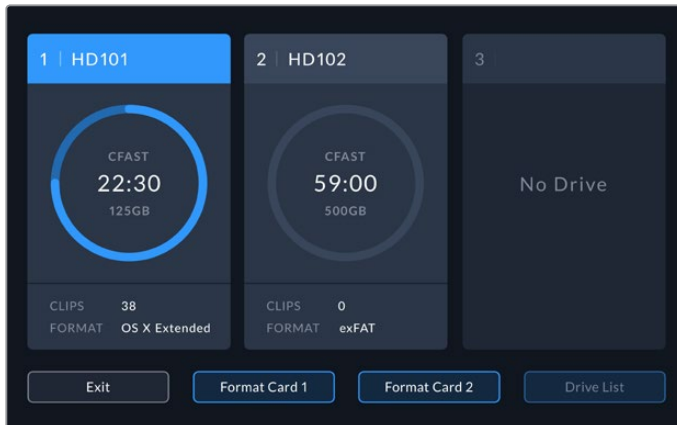 1 | HD101
CFAST
22:30
125GB
CLIPS 38
FORMAT OS X Extended
2 | HD102
CFAST
59:00
500GB
CLIPS 0
FORMAT exFAT
3
No Drive
Exit
Format Card 1
Format Card 2
Drive List